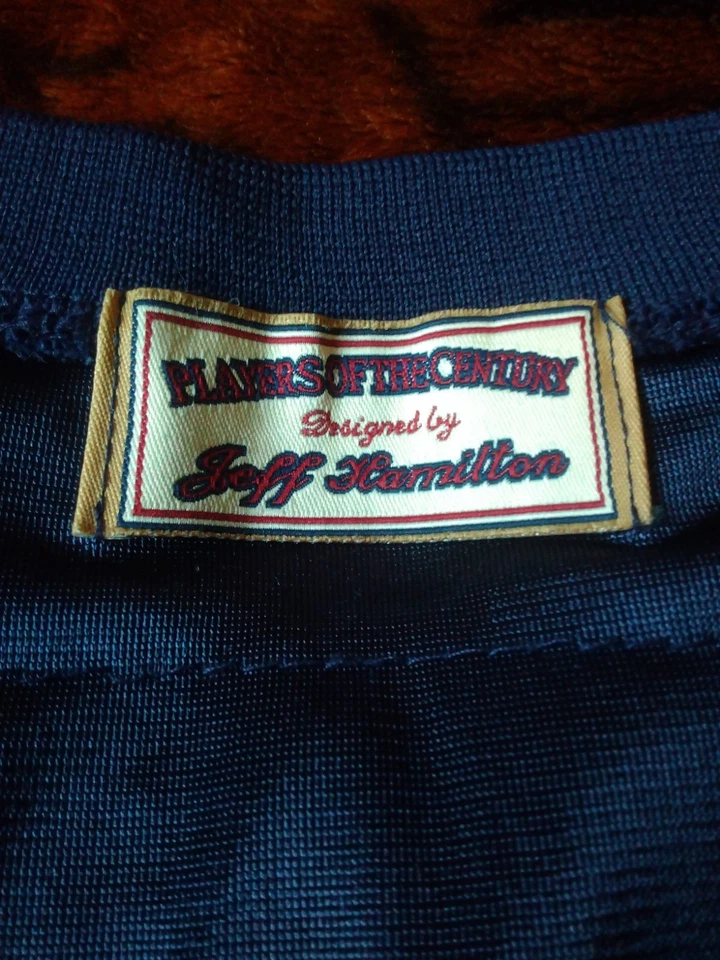 PLAYERS OF THE CENTURY
Designed by
Jeff Hamilton